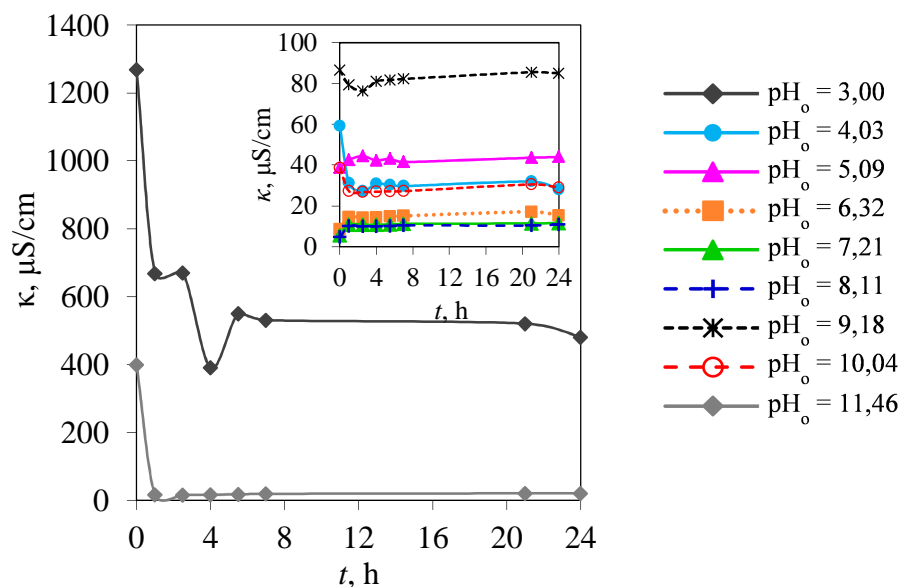 κ, μS/cm
1400
1200
1000
800
600
400
200
0
0 4 8 12 16 20 24
t, h
κ, μS/cm
100
80
60
40
20
0
0 4 8 12 16 20 24
t, h
pHo = 3,00
pHo = 4,03
pHo = 5,09
pHo = 6,32
pHo = 7,21
pHo = 8,11
pHo = 9,18
pHo = 10,04
pHo = 11,46